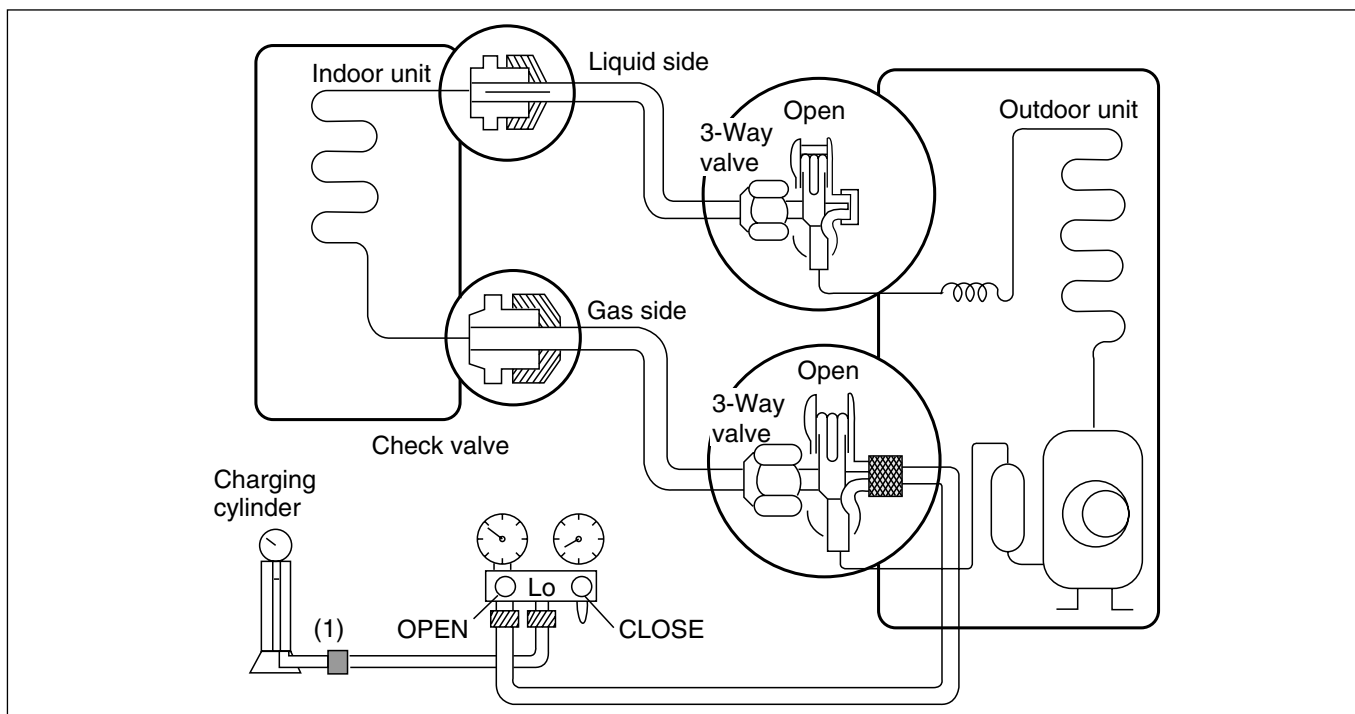 Indoor unit
Liquid side
Open
3-Way
valve
Outdoor unit
Gas side
Open
3-Way
valve
Check valve
Charging
cylinder
(1)
Lo
OPEN
CLOSE